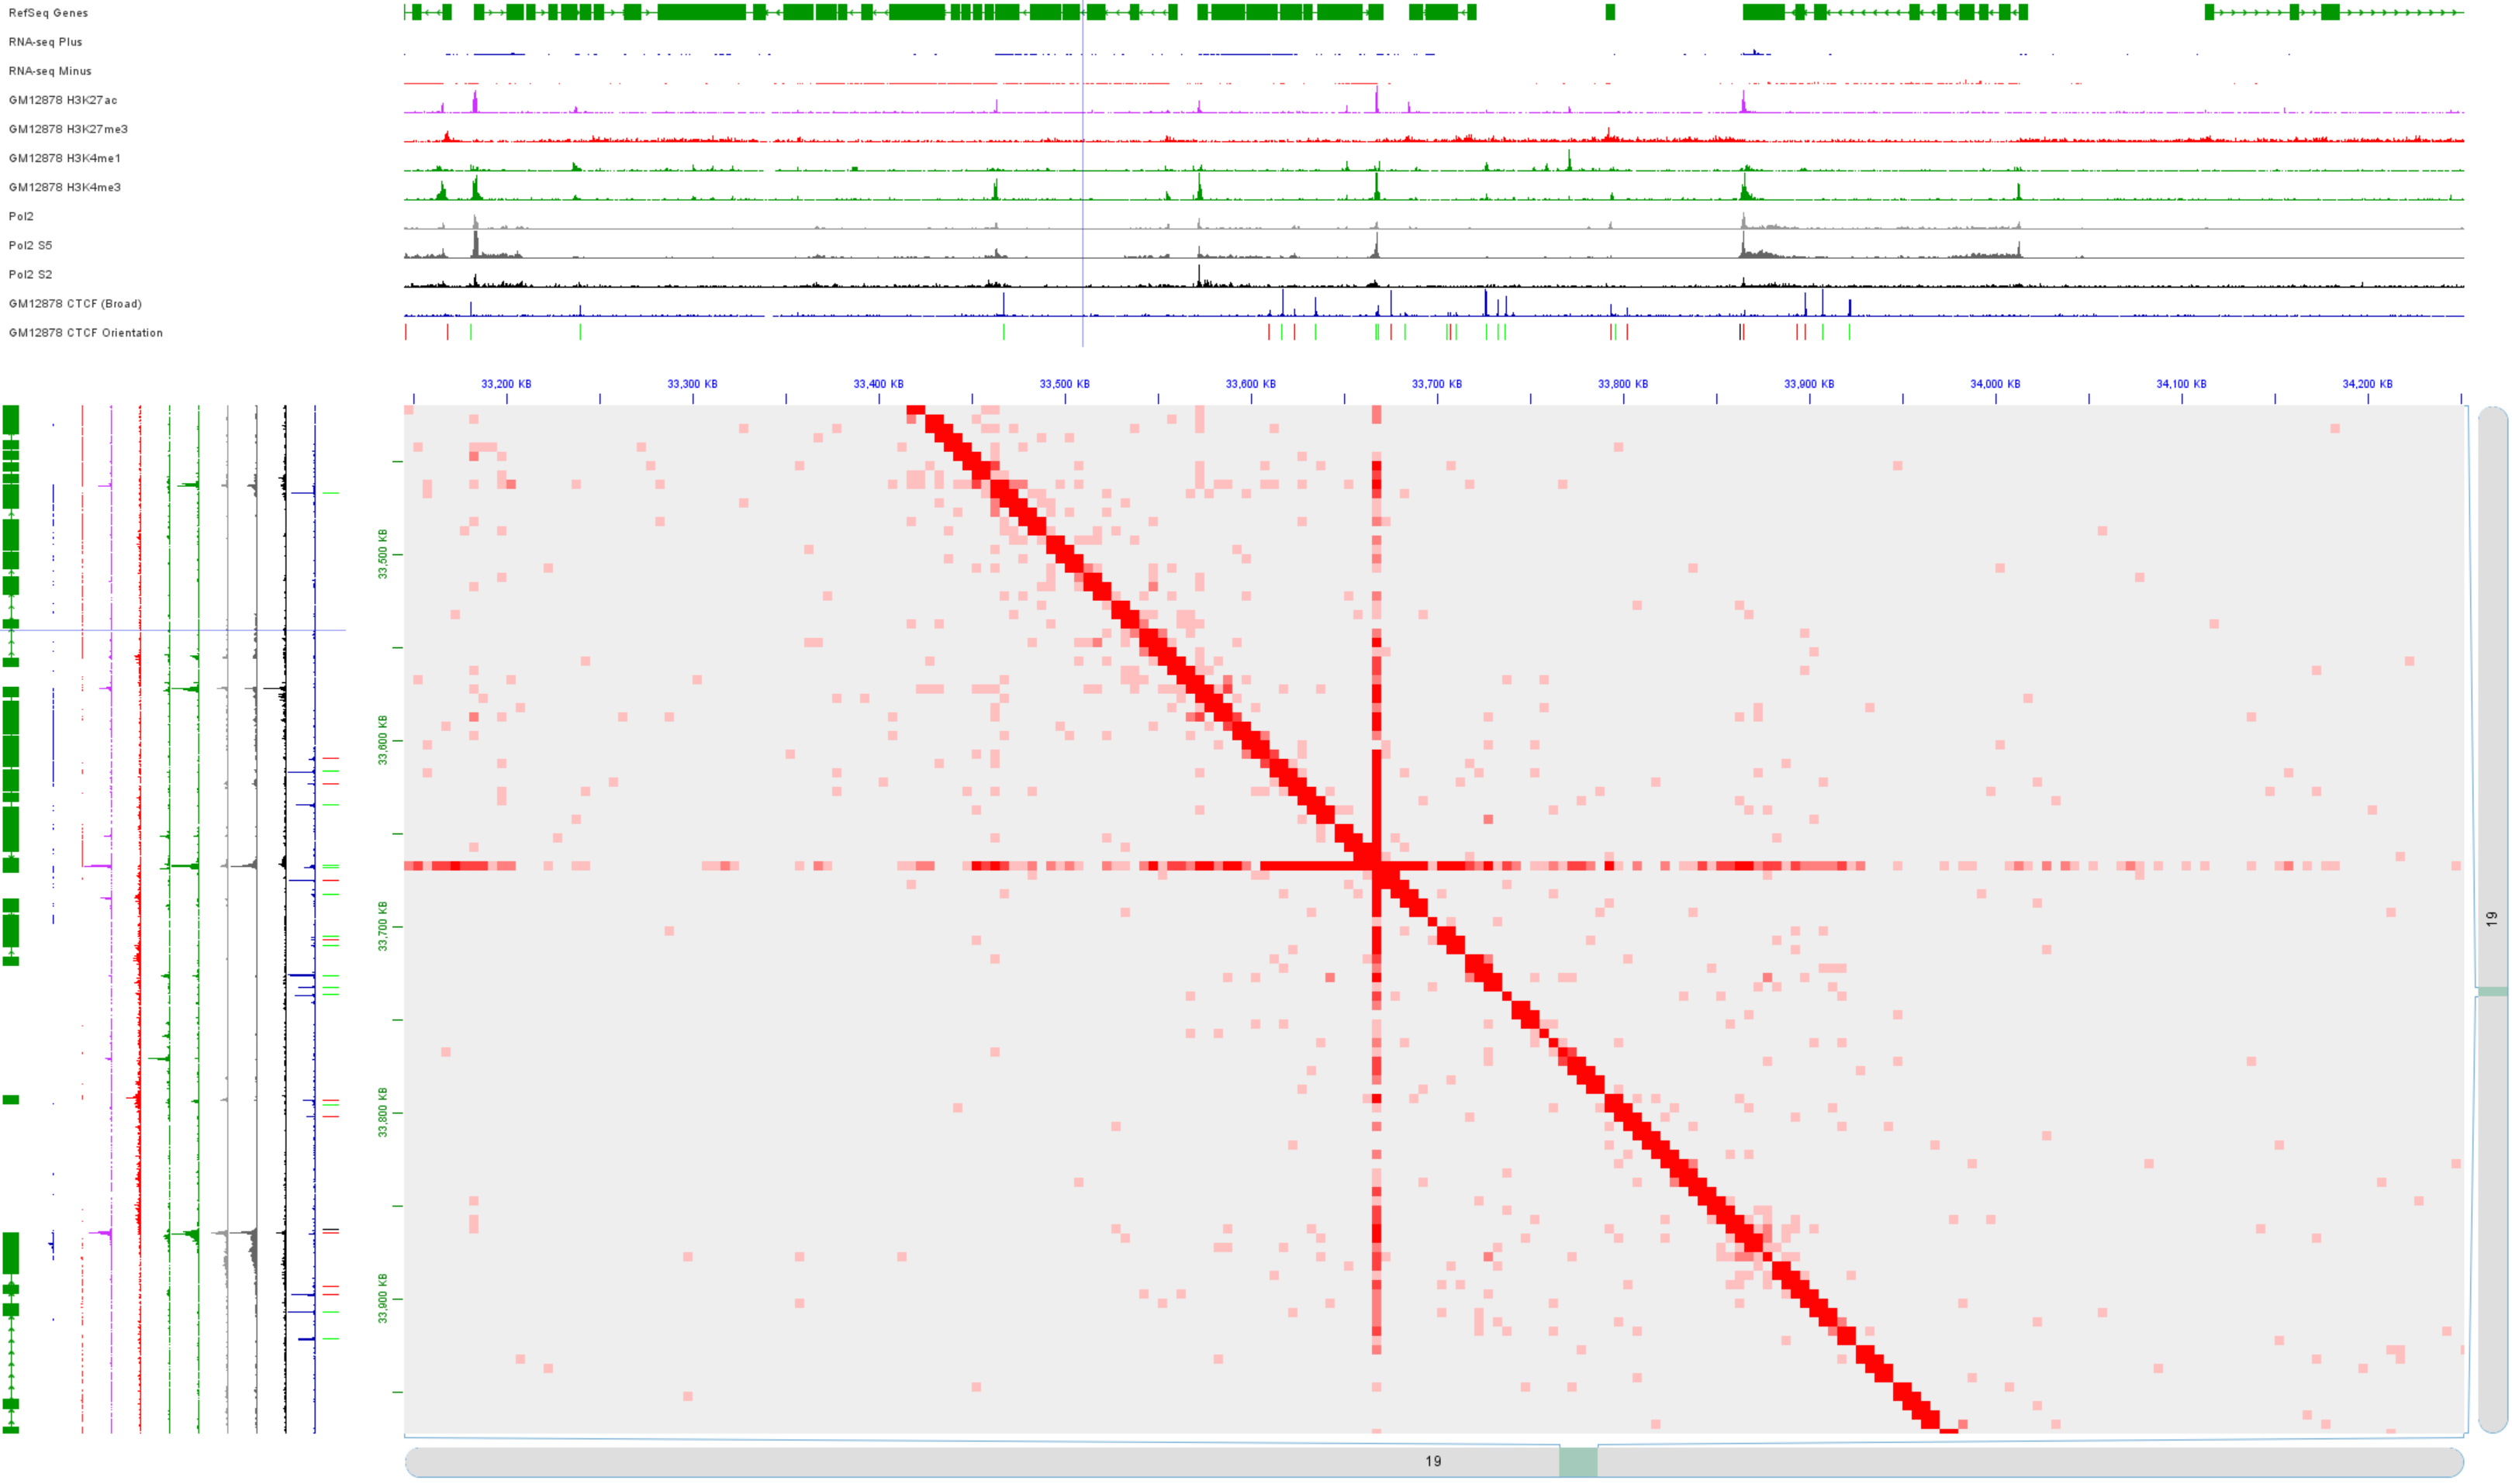 RefSeq Genes
RNA-seq Plus
RNA-seq Minus
GM12878 H3K27ac
GM12878 H3K27me3
GM12878 H3K4me1
GM12878 H3K4me3
Pol2
Pol2 S5
Pol2 S2
GM12878 CTCF (Broad)
GM12878 CTCF Orientation
33,200 KB 33,300 KB 33,400 KB 33,500 KB 33,600 KB 33,700 KB 33,800 KB 33,900 KB 34,000 KB 34,100 KB 34,200 KB
33,500 KB
33,600 KB
33,700 KB
33,800 KB
33,900 KB
19
19